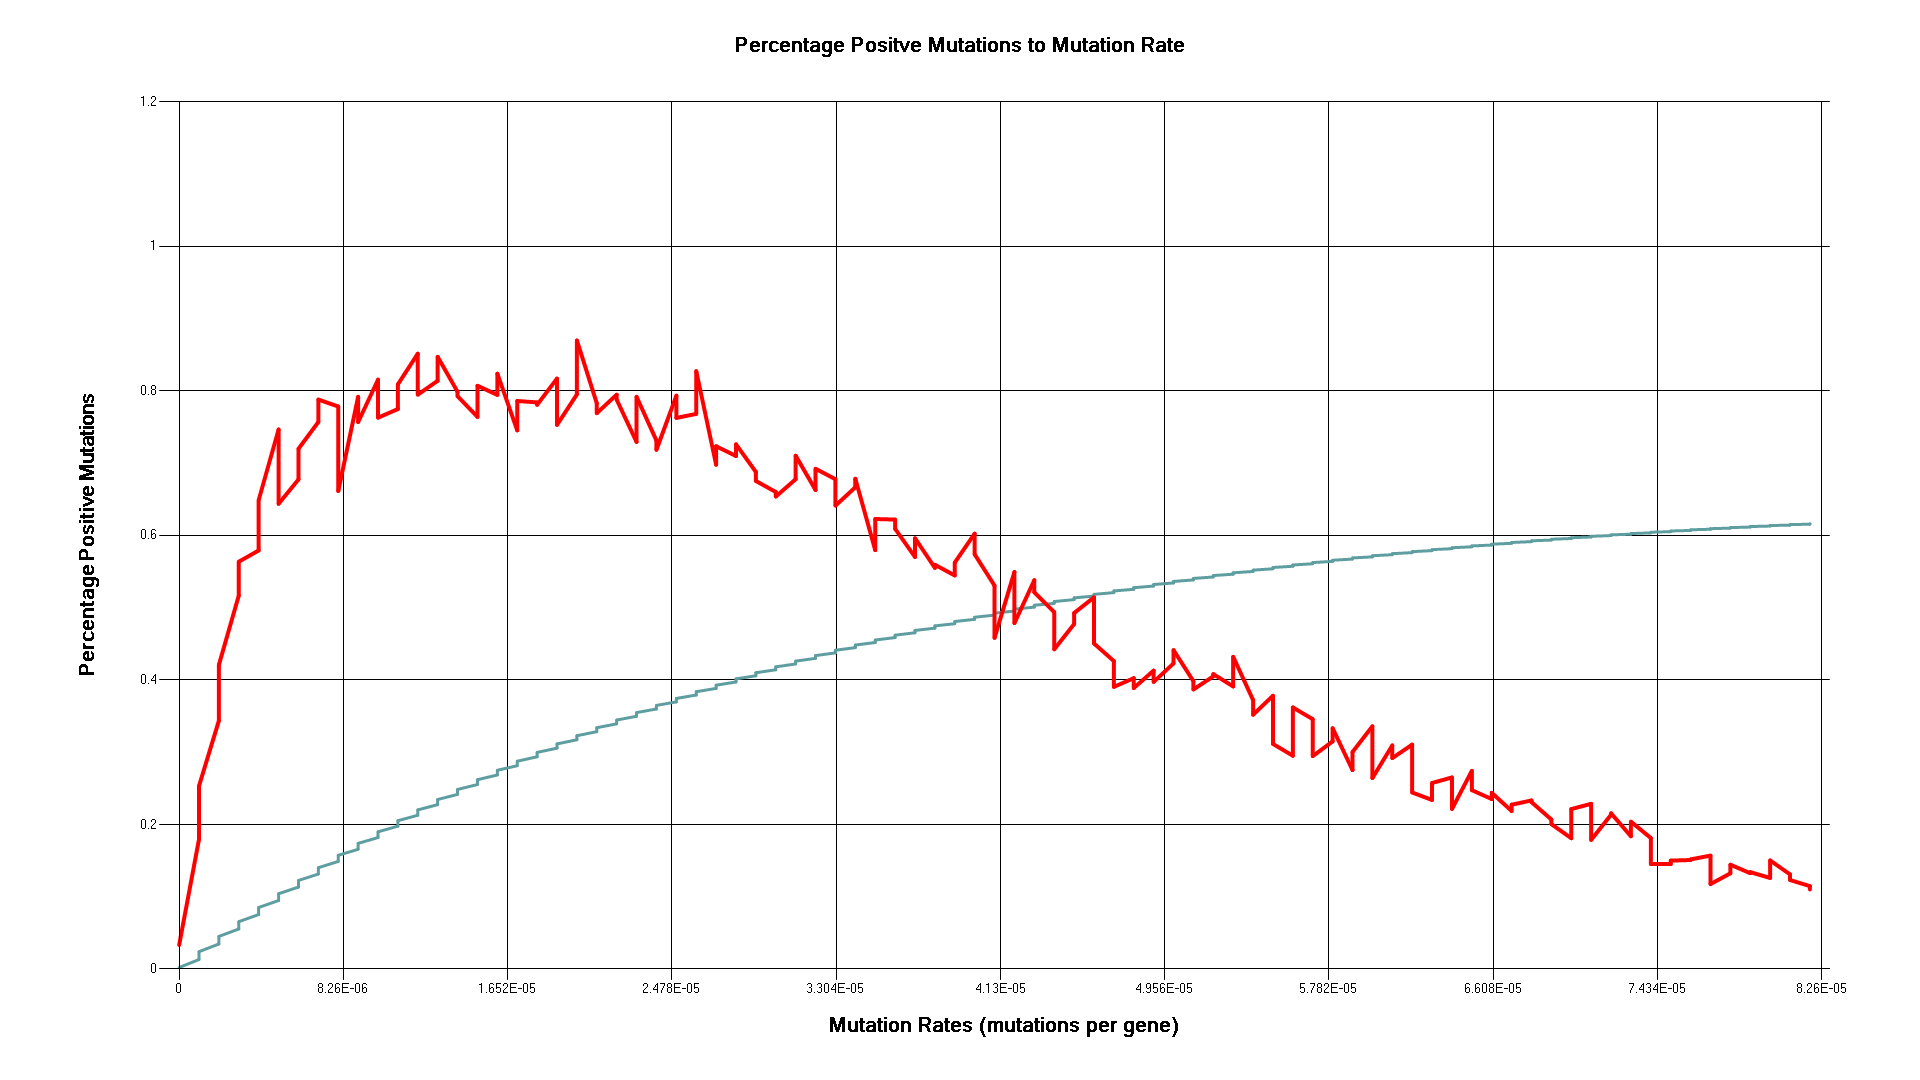 Percentage Positve Mutations to Mutation Rate
1.2
1
0.8
0.6
0.4
0.2
0
Percentage Positive Mutations
0 8.26E-06 1.652E-05 2.478E-05 3.304E-05 4.13E-05 4.956E-05 5.782E-05 6.608E-05 7.434E-05 8.26E-05
Mutation Rates (mutations per gene)